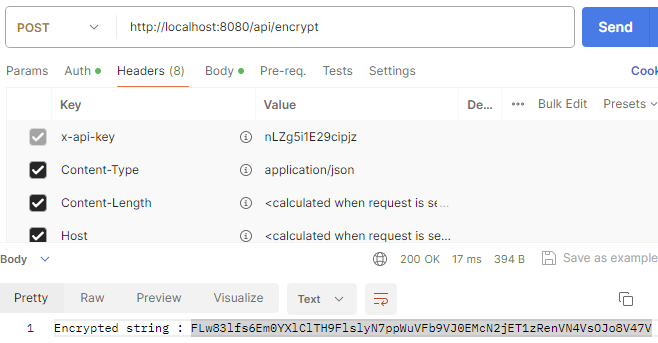 POST http://localhost:8080/api/encrypt Send
Params Auth Headers (8) Body Pre-req. Tests Settings Cook
Key Value De... Bulk Edit Presets
x-api-key nLZg5i1E29cipjz
Content-Type application/json
Content-Length <calculated when request is se...
Host <calculated when request is se...
Body 200 OK 17 ms 394 B Save as example
Pretty Raw Preview Visualize Text
1 Encrypted string : FLw83lfs6Em0YXlClTH9FlslyN7ppWuVFb9VJ0EMcN2jET1zRenVN4VsOJo8V47V